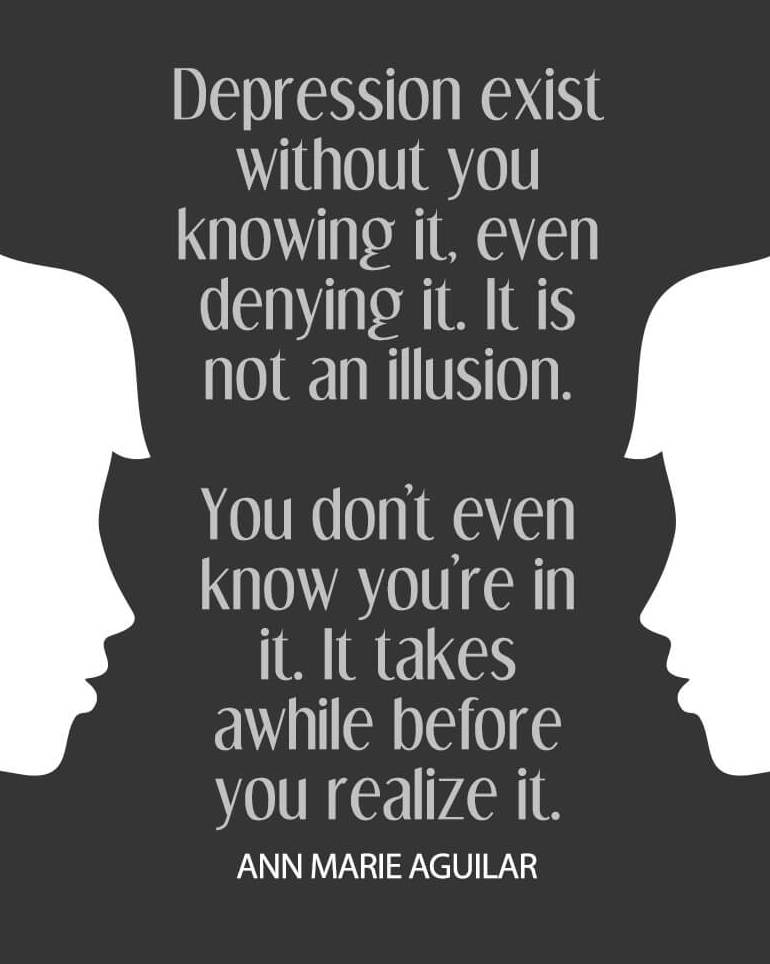 Depression exist
without you
knowing it, even
denying it. It is
not an illusion.
You don't even
know you're in
it. It takes
awhile before
you realize it.
ANN MARIE AGUILAR